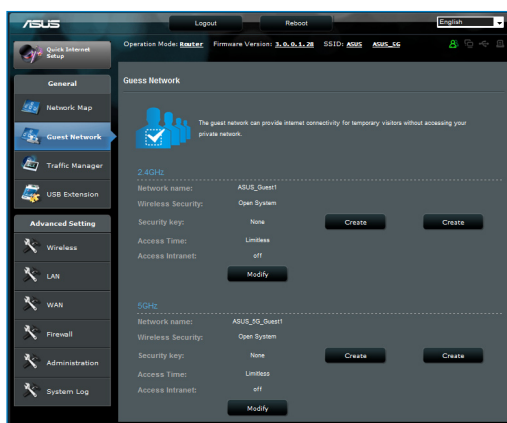 ASUS
Logout
Reboot
English
Quick Internet Setup
Operation Mode: Router Firmware Version: 3.0.0.1.28 SSID: ASUS ASUS_5G
General
Network Map
Guest Network
Traffic Manager
USB Extension
Advanced Setting
Wireless
LAN
WAN
Firewall
Administration
System Log
Guess Network
The guest network can provide internet connectivity for temporary visitors without accessing your
private network.
2.4GHz
Network name: ASUS_Guest1
Wireless Security: Open System
Security key: None Create Create
Access Time: Limitless
Access Intranet: off
Modify
5GHz
Network name: ASUS_5G_Guest1
Wireless Security: Open System
Security key: None Create Create
Access Time: Limitless
Access Intranet: off
Modify